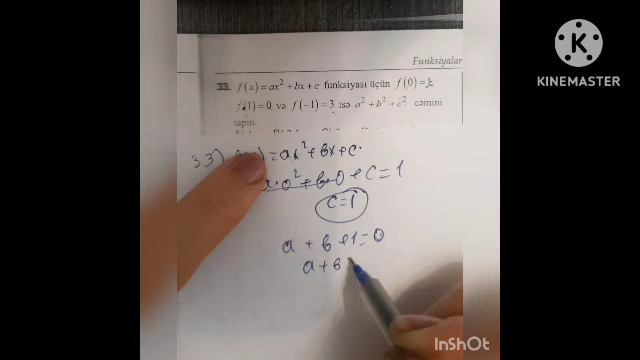 Funksiyalar
33. f(x) = ax² + bx + c funksiyası üçün f(0) = 1,
f(1) = 0, və f(−1) = 3 isə a² + b² + c² cəmini
tapın.
33) = ax² + bx + c.
a·0² + b·0 + c = 1
c = 1
a + b + 1 = 0
a + b
KINEMASTER
InShOt